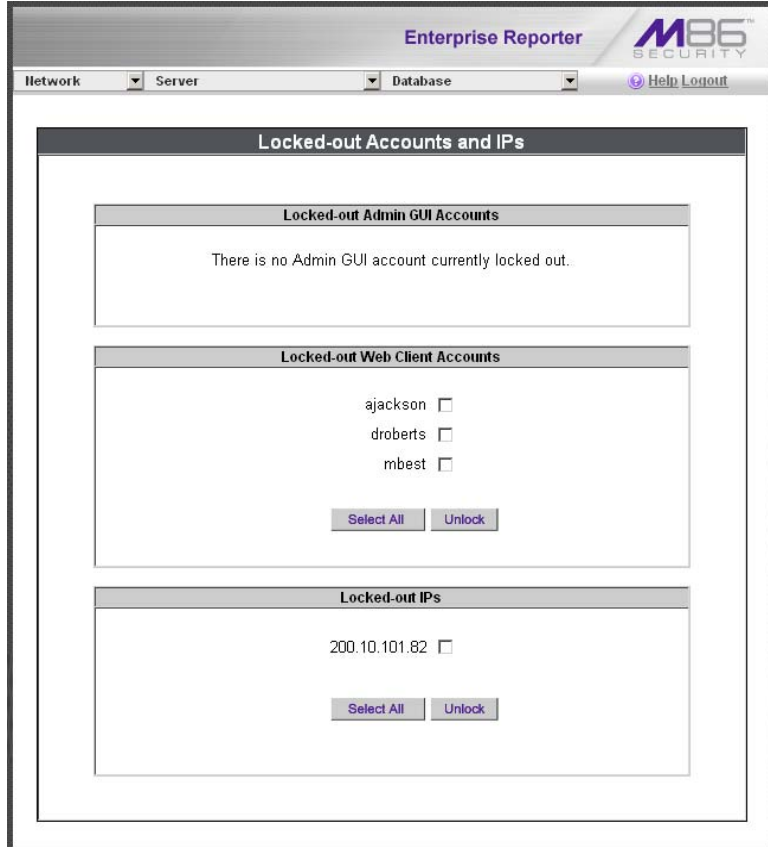 Enterprise Reporter
M86™
SECURITY
Network Server Database Help Logout
Locked-out Accounts and IPs
Locked-out Admin GUI Accounts
There is no Admin GUI account currently locked out.
Locked-out Web Client Accounts
ajackson
droberts
mbest
Select All Unlock
Locked-out IPs
200.10.101.82
Select All Unlock